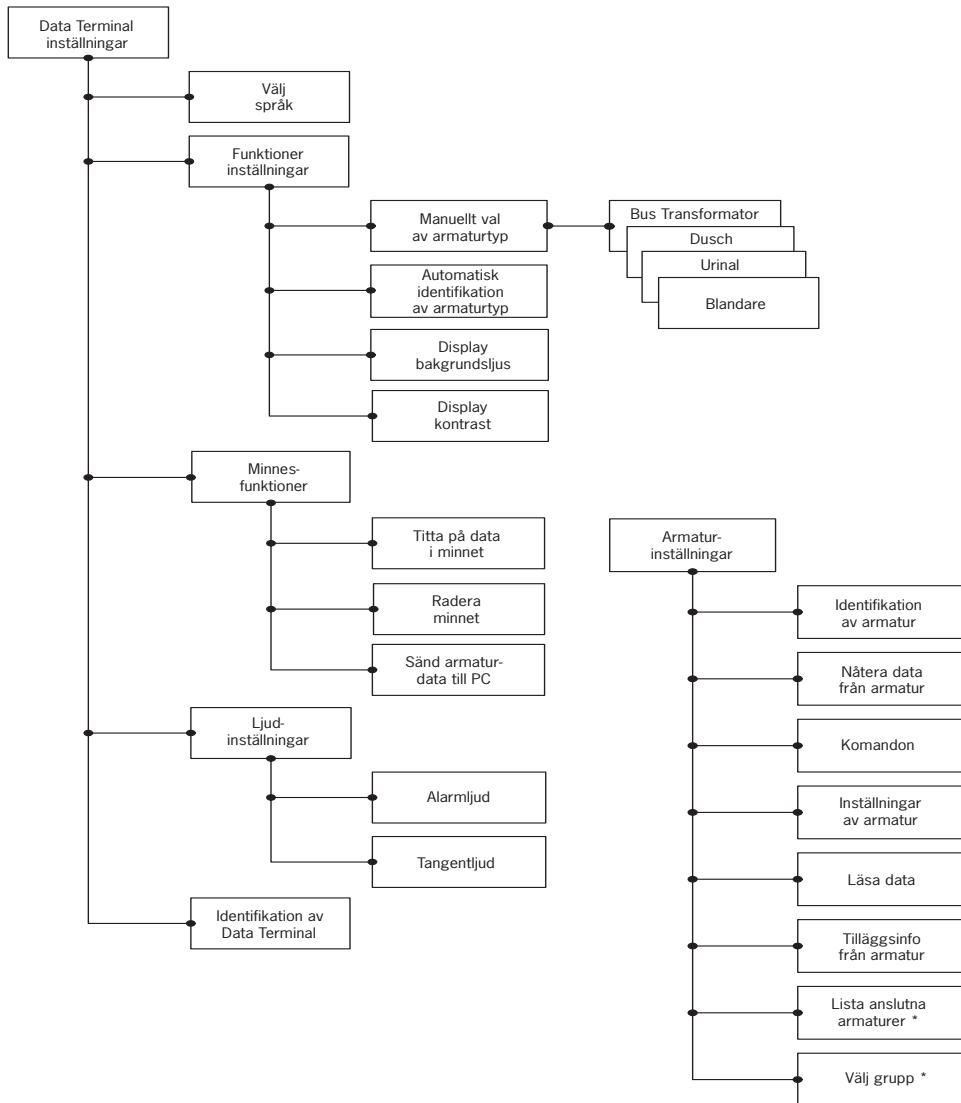 Data Terminal
inställningar
Välj
språk
Funktioner
inställningar
Manuellt val
av armaturtyp
Bus Transformator
Dusch
Urinal
Blandare
Automatisk
identifikation
av armaturtyp
Display
bakgrundsljus
Display
kontrast
Minnes-
funktioner
Titta på data
i minnet
Radera
minnet
Sänd armatur-
data till PC
Ljud-
inställningar
Alarmljud
Tangentljud
Identifikation av
Data Terminal
Armatur-
inställningar
Identifikation
av armatur
Nåtera data
från armatur
Komandon
Inställningar
av armatur
Läsa data
Tilläggsinfo
från armatur
Lista anslutna
armaturer *
Välj grupp *